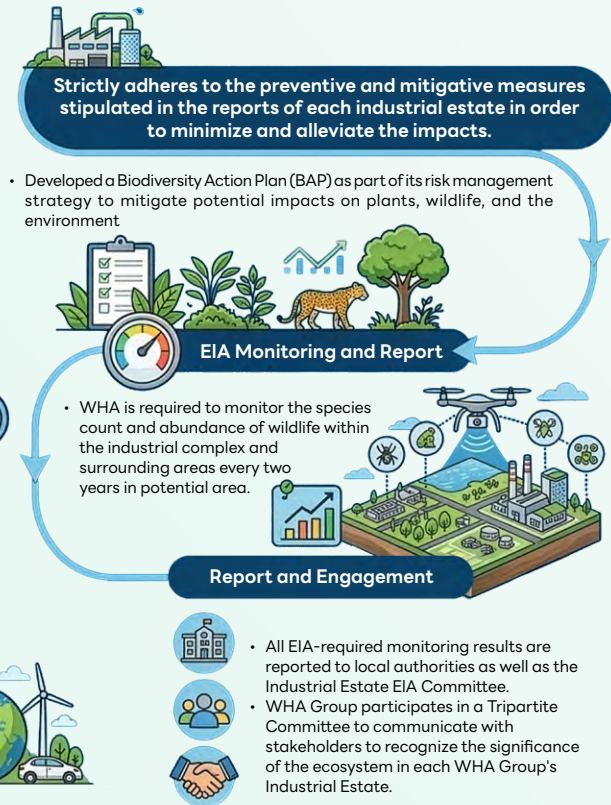 Strictly adheres to the preventive and mitigative measures
stipulated in the reports of each industrial estate in order
to minimize and alleviate the impacts.
• Developed a Biodiversity Action Plan (BAP) as part of its risk management
strategy to mitigate potential impacts on plants, wildlife, and the
environment
EIA Monitoring and Report
• WHA is required to monitor the species
count and abundance of wildlife within
the industrial complex and
surrounding areas every two
years in potential area.
Report and Engagement
• All EIA-required monitoring results are
reported to local authorities as well as the
Industrial Estate EIA Committee.
• WHA Group participates in a Tripartite
Committee to communicate with
stakeholders to recognize the significance
of the ecosystem in each WHA Group's
Industrial Estate.